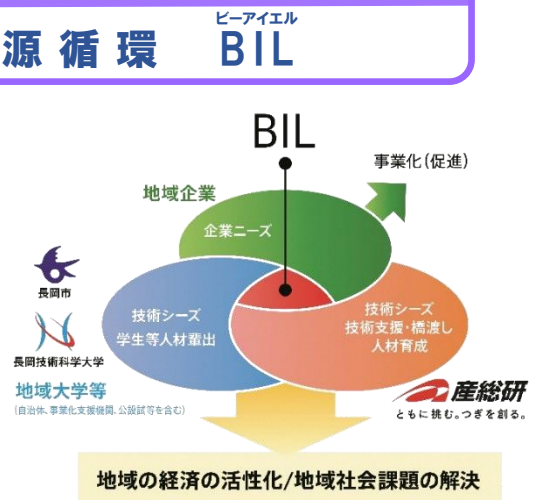 ビーアイエル
源循環 BIL
BIL
事業化(促進)
地域企業
企業ニーズ
長岡市
技術シーズ
学生等人材輩出
技術シーズ
技術支援・橋渡し
人材育成
長岡技術科学大学
地域大学等
(自治体、事業化支援機関、公設試等を含む)
産総研
ともに挑む。つぎを創る。
地域の経済の活性化/地域社会課題の解決